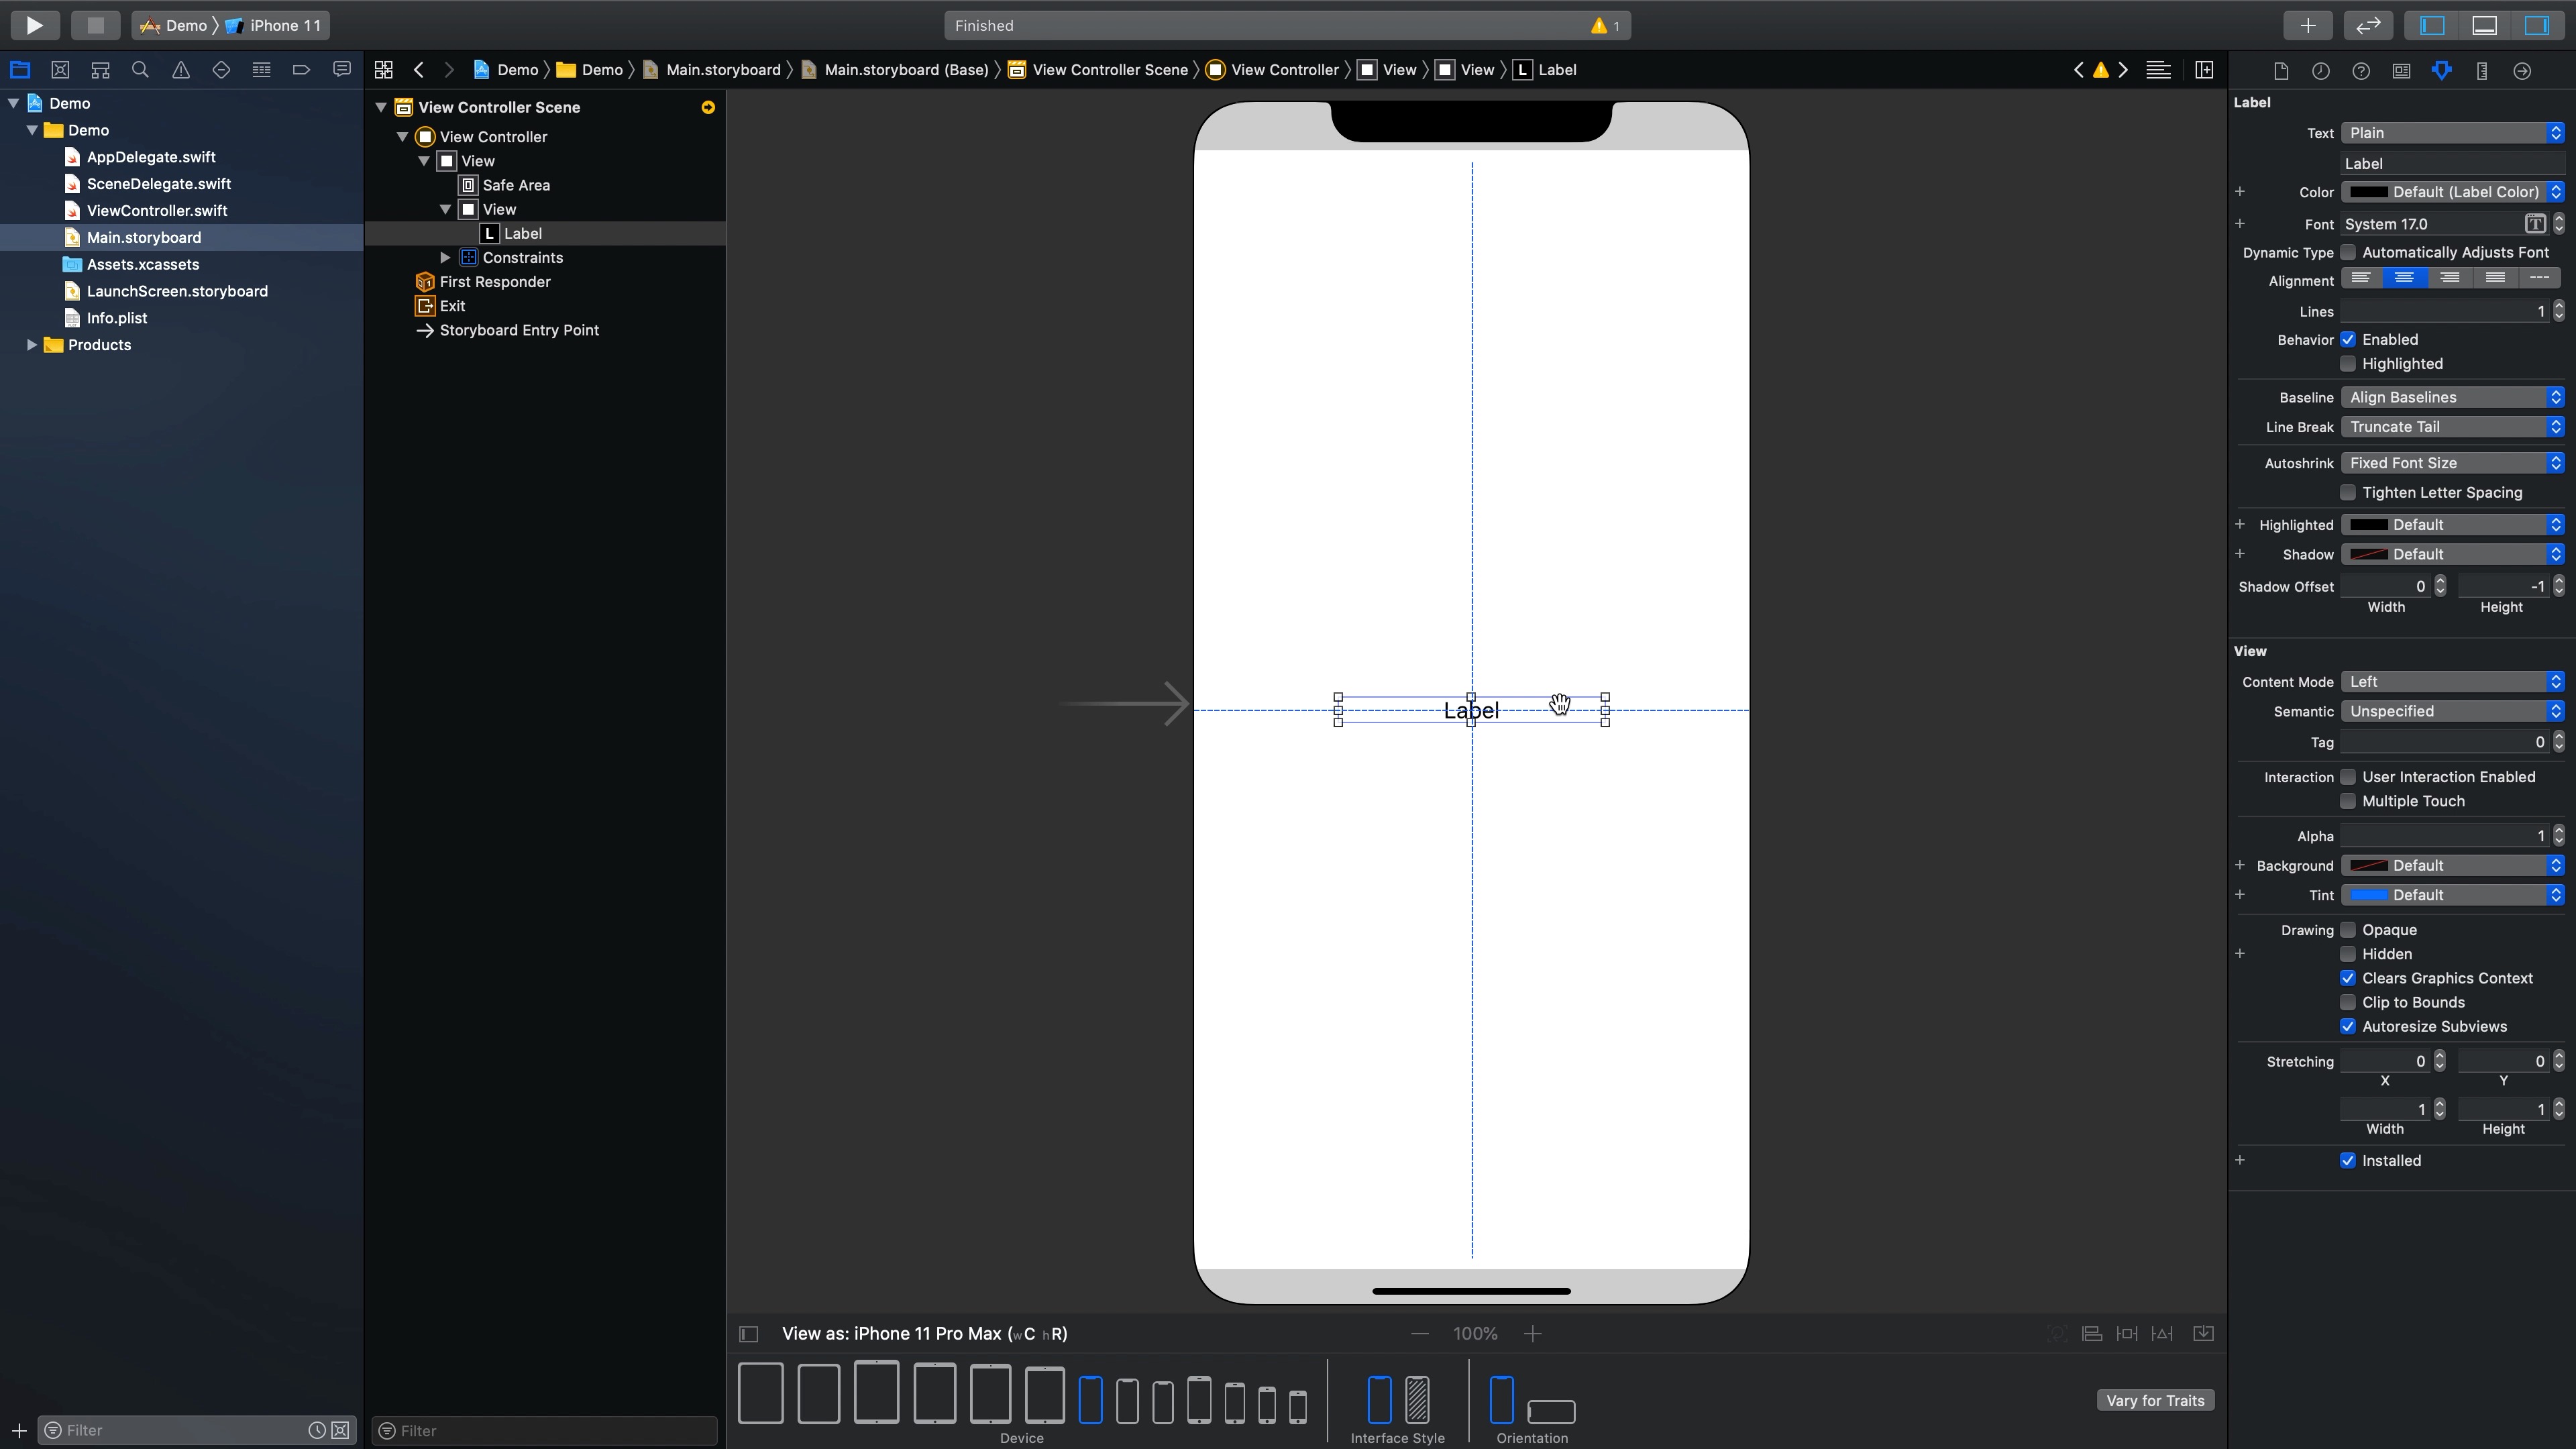 Demo iPhone 11
Finished
1
Demo Demo Main.storyboard Main.storyboard (Base) View Controller Scene View Controller View View L Label
Demo
Demo
AppDelegate.swift
SceneDelegate.swift
ViewController.swift
Main.storyboard
Assets.xcassets
LaunchScreen.storyboard
Info.plist
Products
Filter
View Controller Scene
View Controller
View
Safe Area
View
L Label
Constraints
First Responder
Exit
Storyboard Entry Point
Filter
Label
View as: iPhone 11 Pro Max (wC hR)
100%
Device
Interface Style
Orientation
Vary for Traits
Label
Text Plain
Label
Color Default (Label Color)
Font System 17.0 T
Dynamic Type Automatically Adjusts Font
Alignment
Lines 1
Behavior Enabled
Highlighted
Baseline Align Baselines
Line Break Truncate Tail
Autoshrink Fixed Font Size
Tighten Letter Spacing
Highlighted Default
Shadow Default
Shadow Offset 0 -1
Width Height
View
Content Mode Left
Semantic Unspecified
Tag 0
Interaction User Interaction Enabled
Multiple Touch
Alpha 1
Background Default
Tint Default
Drawing Opaque
Hidden
Clears Graphics Context
Clip to Bounds
Autoresize Subviews
Stretching 0 0
X Y
1 1
Width Height
Installed